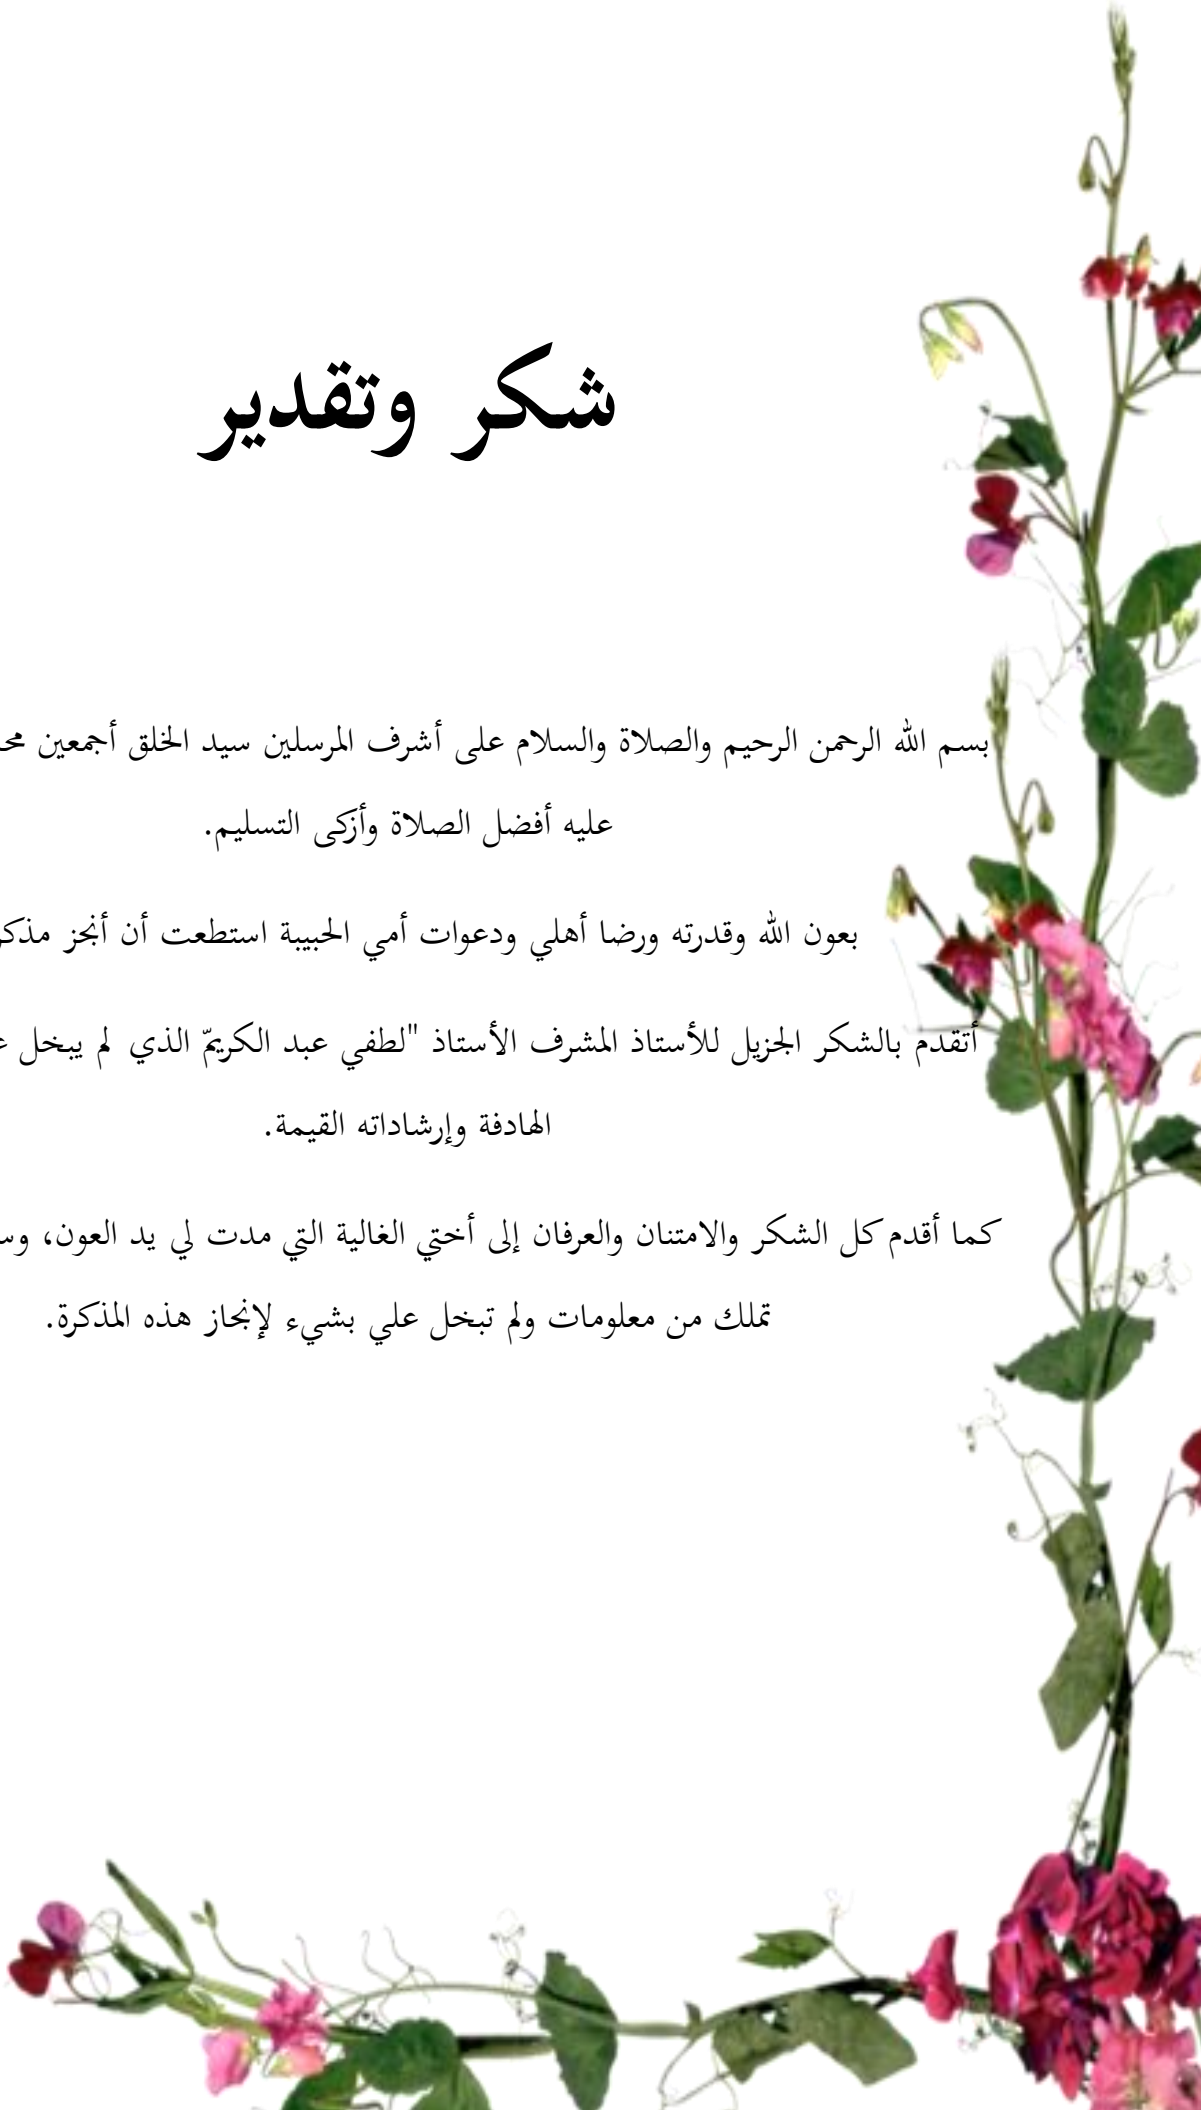 شكر وتقدير
بسم الله الرحمن الرحيم والصلاة والسلام على أشرف المرسلين سيد الخلق أجمعين
عليه أفضل الصلاة وأزكى التسليم.
بعون الله وقدرته ورضا أهلي ودعوات أمي الحبيبة استطعت أن أنجز
أتقدم بالشكر الجزيل للأستاذ المشرف الأستاذ "لطفي عبد الكريمّ الذي لم يبخل
الهادفة وإرشاداته القيمة.
كما أقدم كل الشكر والامتنان والعرفان إلى أختي الغالية التي مدت لي يد العون،
تملك من معلومات ولم تبخل علي بشيء لإنجاز هذه المذكرة.